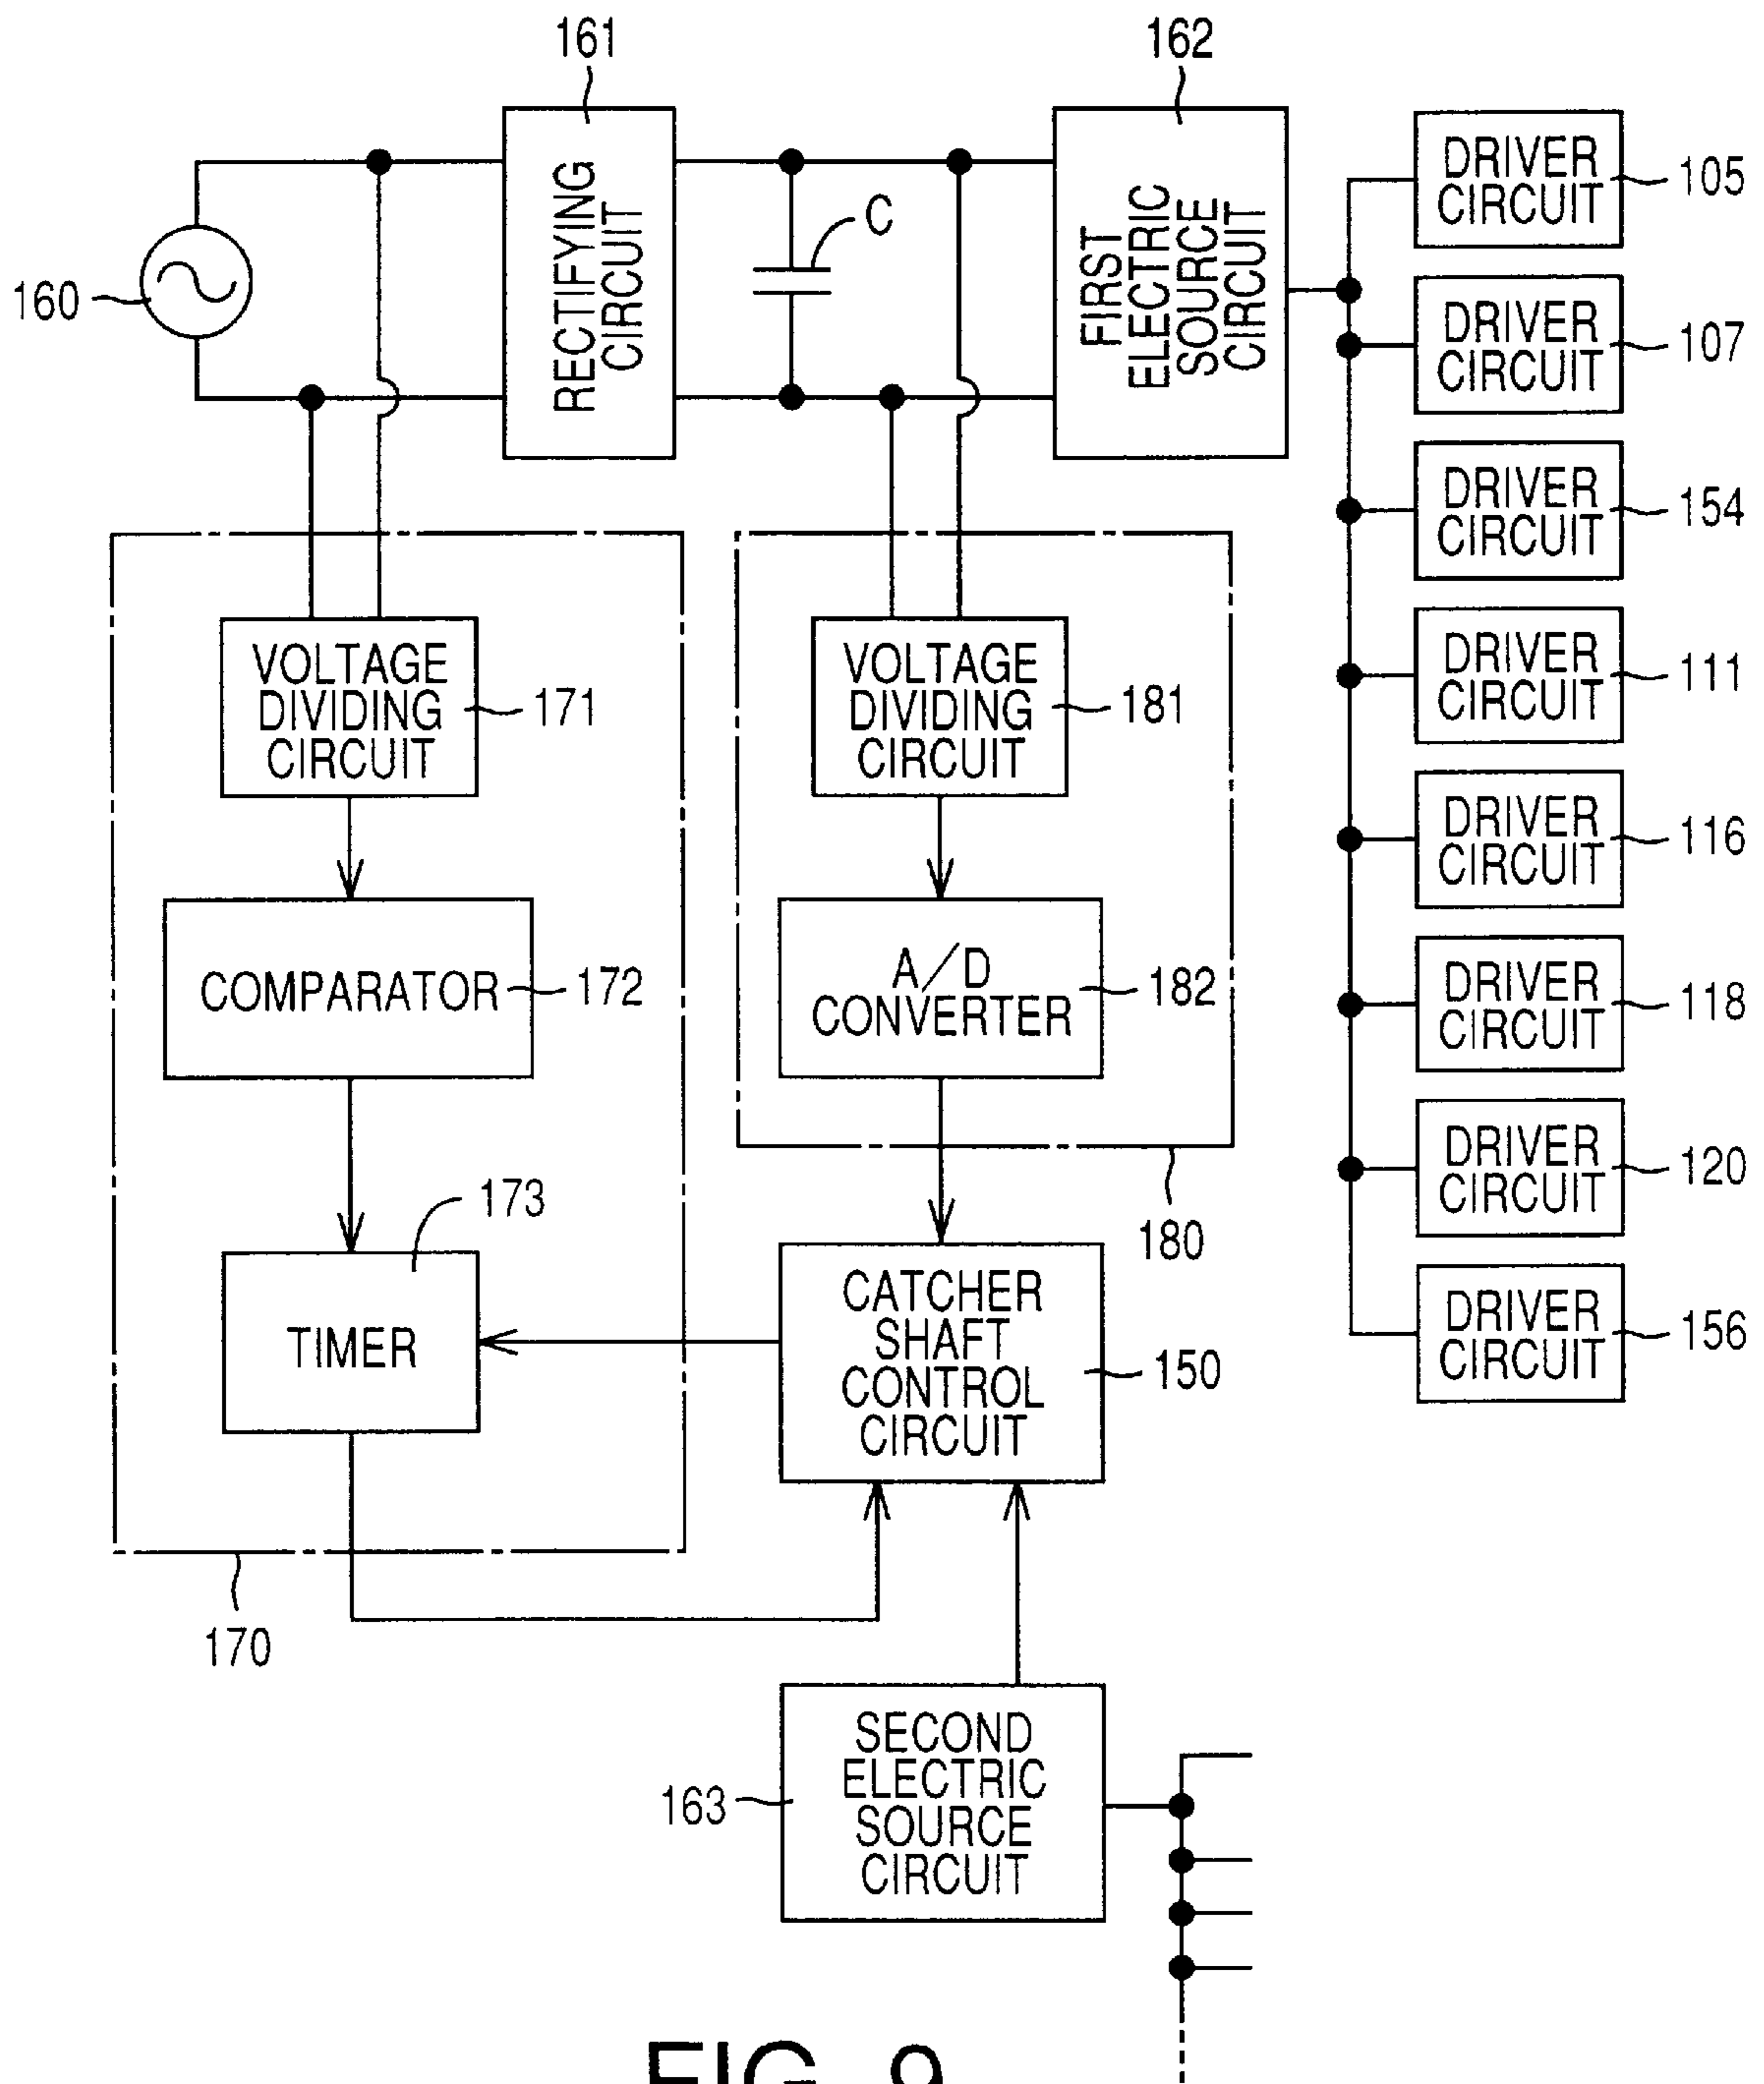 161
162
RECTIFYING
CIRCUIT
FIRST
ELECTRIC
SOURCE
CIRCUIT
C
160
DRIVER
CIRCUIT
105
DRIVER
CIRCUIT
107
DRIVER
CIRCUIT
154
DRIVER
CIRCUIT
111
DRIVER
CIRCUIT
116
DRIVER
CIRCUIT
118
DRIVER
CIRCUIT
120
DRIVER
CIRCUIT
156
VOLTAGE
DIVIDING
CIRCUIT
171
VOLTAGE
DIVIDING
CIRCUIT
181
COMPARATOR
172
A/D
CONVERTER
182
173
TIMER
180
CATCHER
SHAFT
CONTROL
CIRCUIT
150
170
SECOND
ELECTRIC
SOURCE
CIRCUIT
163
FIG. 9